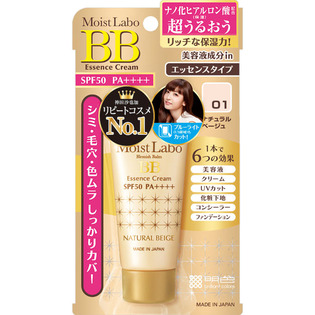 Moist Labo
BB
Essence Cream
SPF50 PA++++
ナノ化ヒアルロン酸
超うるおう
リッチな保湿力!
美容液成分in
エッセンスタイプ
01
ナチュラル
ベージュ
リピートコスメ
No.1
ブルーライト
カット!
シミ・毛穴・色ムラ しっかりカバー
1本で
6つの効果
美容液
クリーム
UVカット
化粧下地
コンシーラー
ファンデーション
Moist Labo
Blemish Balm
BB
Essence Cream
SPF50 PA++++
NATURAL BEIGE
MADE IN JAPAN
明色
MADE IN JAPAN